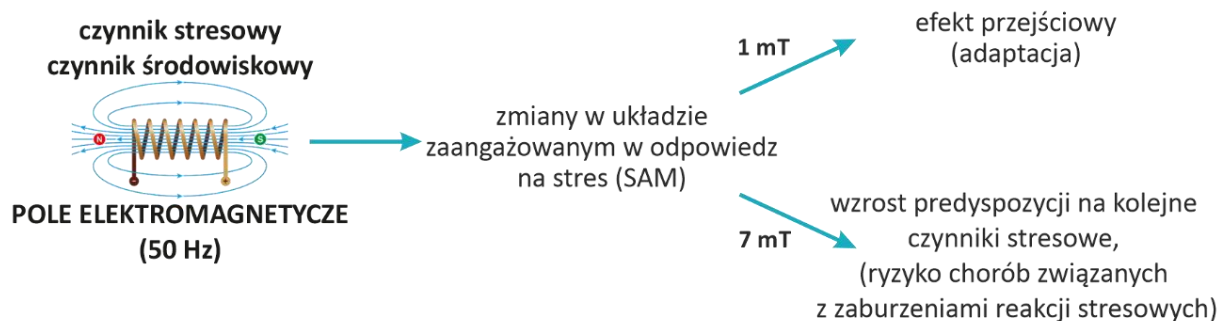 czynnik stresowy
czynnik środowiskowy
N
S
POLE ELEKTROMAGNETYCZE
(50 Hz)
zmiany w układzie
zaangażowanym w odpowiedz
na stres (SAM)
1 mT
efekt przejściowy
(adaptacja)
7 mT
wzrost predyspozycji na kolejne
czynniki stresowe,
(ryzyko chorób związanych
z zaburzeniami reakcji stresowych)